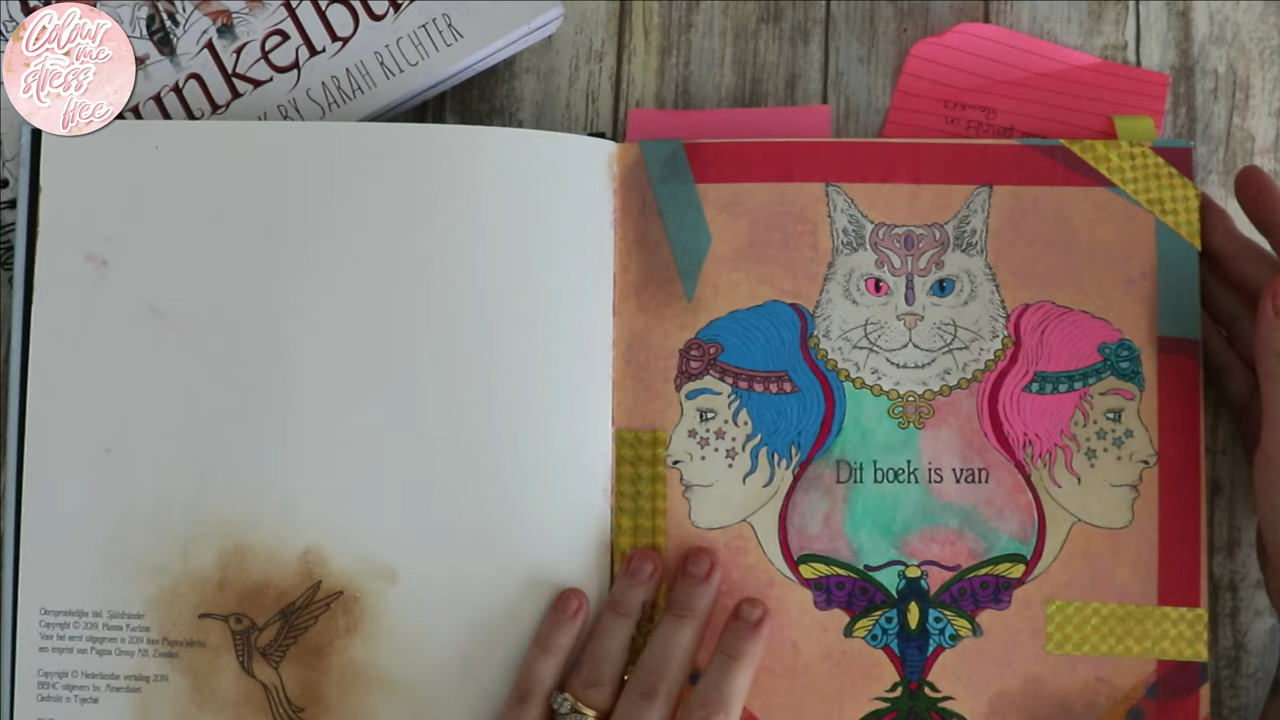 Colour
me
stress
free
unkelbu
K BY SARAH RICHTER
Dit boek is van
Oorspronkelijke titel: Själsfränder
Copyright © 2019, Hanna Karlzon
Voor het eerst uitgegeven in 2019 door Pagina Works,
een imprint van Pagina Group AB, Zweden
Copyright © Nederlandse vertaling 2019,
BBNC uitgevers bv, Amersfoort
Gedrukt in Tsjechië